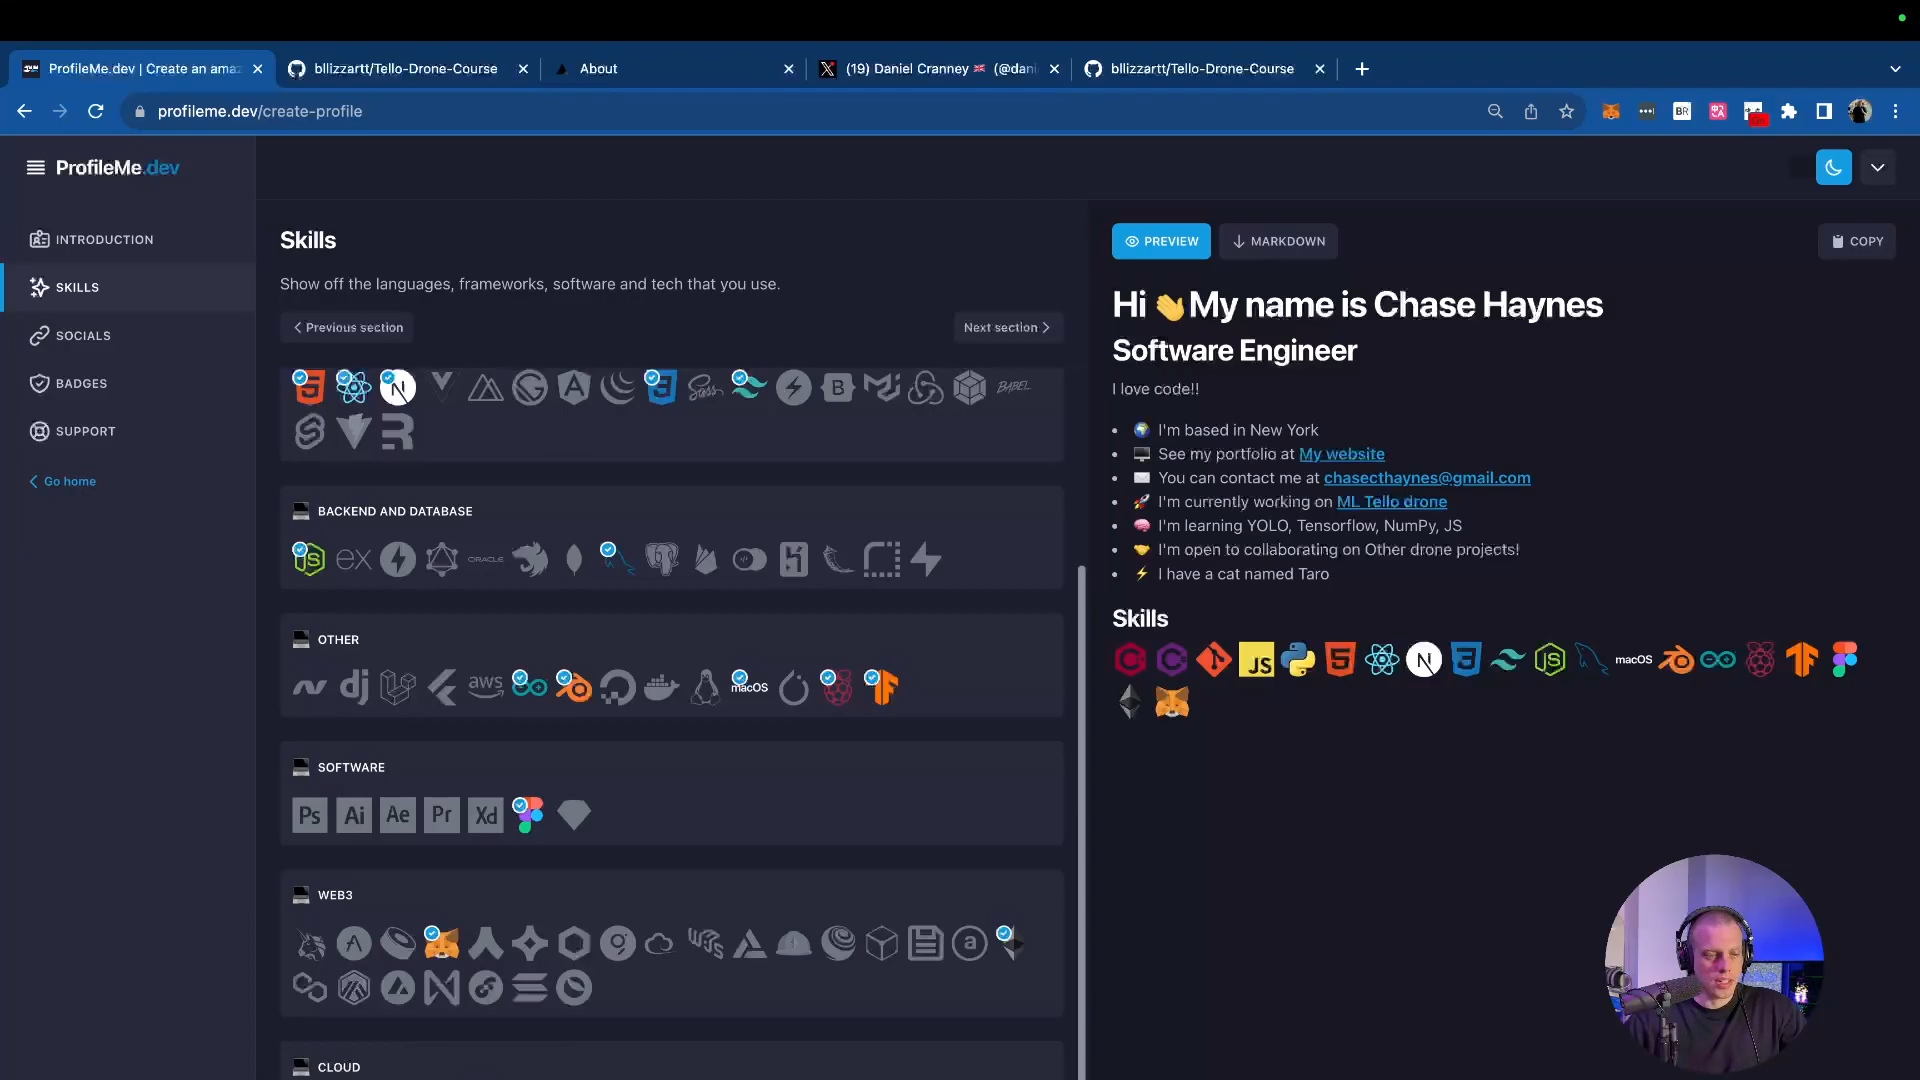 ProfileMe.dev | Create an amaz
bllizzartt/Tello-Drone-Course
About
(19) Daniel Cranney 🇬🇧 (@dani
bllizzartt/Tello-Drone-Course
profileme.dev/create-profile
BR
ProfileMe.dev
INTRODUCTION
SKILLS
SOCIALS
BADGES
SUPPORT
Go home
Skills
Show off the languages, frameworks, software and tech that you use.
Previous section
Next section
BABEL
BACKEND AND DATABASE
EX
ORACLE
OTHER
dj
aws
macOS
SOFTWARE
Ps Ai Ae Pr Xd
WEB3
CLOUD
PREVIEW
MARKDOWN
COPY
Hi 👋 My name is Chase Haynes
Software Engineer
I love code!!
• 🌍 I'm based in New York
• 🖥️ See my portfolio at My website
• ✉️ You can contact me at chasecthaynes@gmail.com
• 🚀 I'm currently working on ML Tello drone
• 🧠 I'm learning YOLO, Tensorflow, NumPy, JS
• 🤝 I'm open to collaborating on Other drone projects!
• ⚡ I have a cat named Taro
Skills
JS
macOS